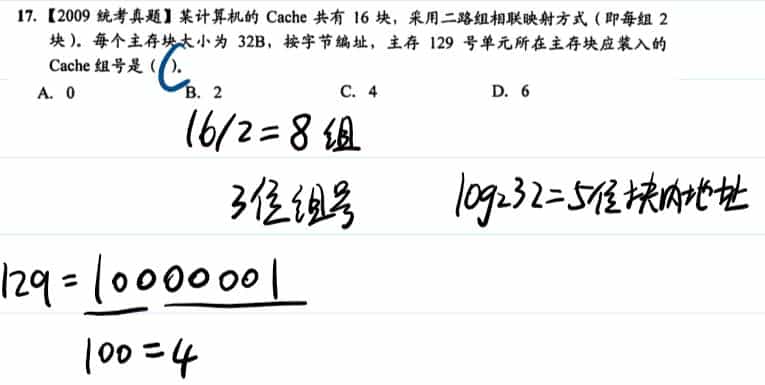 17.【2009 统考真题】某计算机的 Cache 共有 16 块，采用二路组相联映射方式（即每组 2
块）。每个主存块大小为 32B，按字节编址，主存 129 号单元所在主存块应装入的
Cache 组号是（C）。
A. 0 B. 2 C. 4 D. 6
16/2=8组
3位组号 log₂32=5位块内地址
129=10000001
100=4